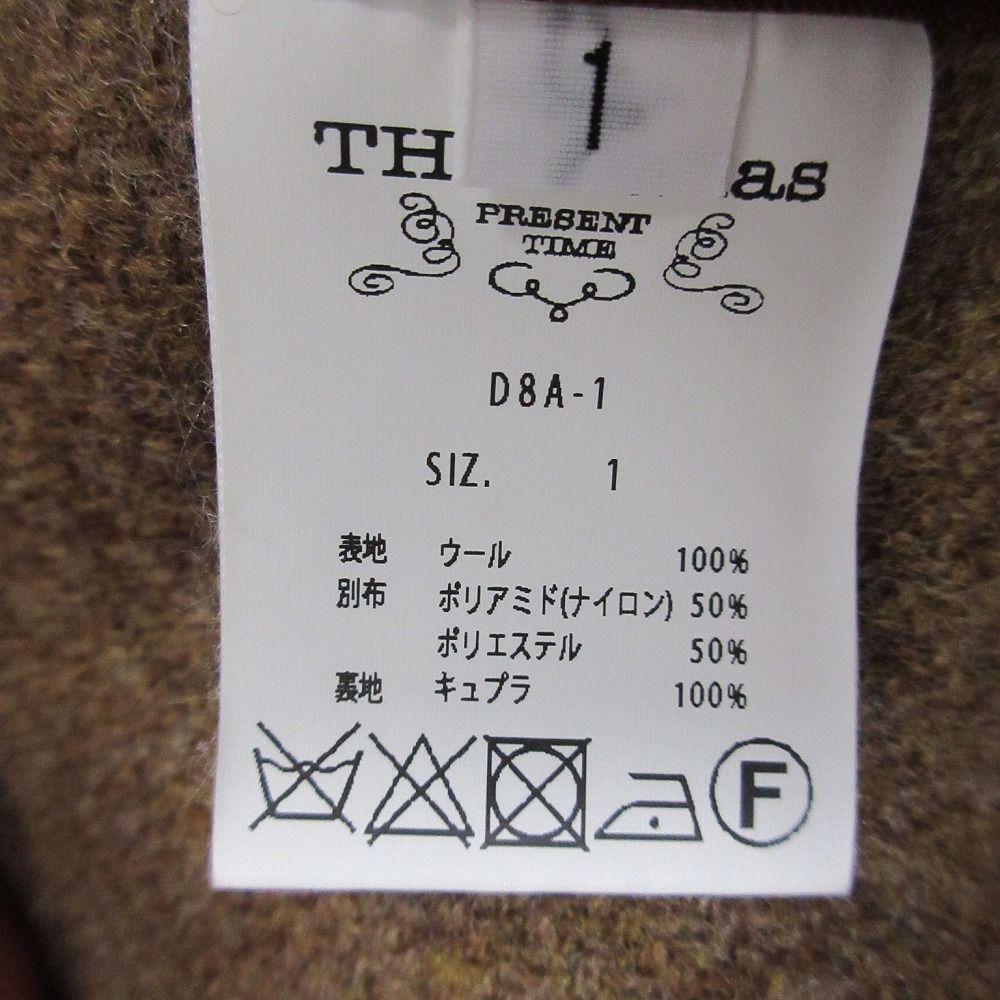 1
TH as
PRESENT
TIME
D8A-1
SIZ. 1
表地 ウール 100%
別布 ポリアミド(ナイロン) 50%
ポリエステル 50%
裏地 キュプラ 100%
F